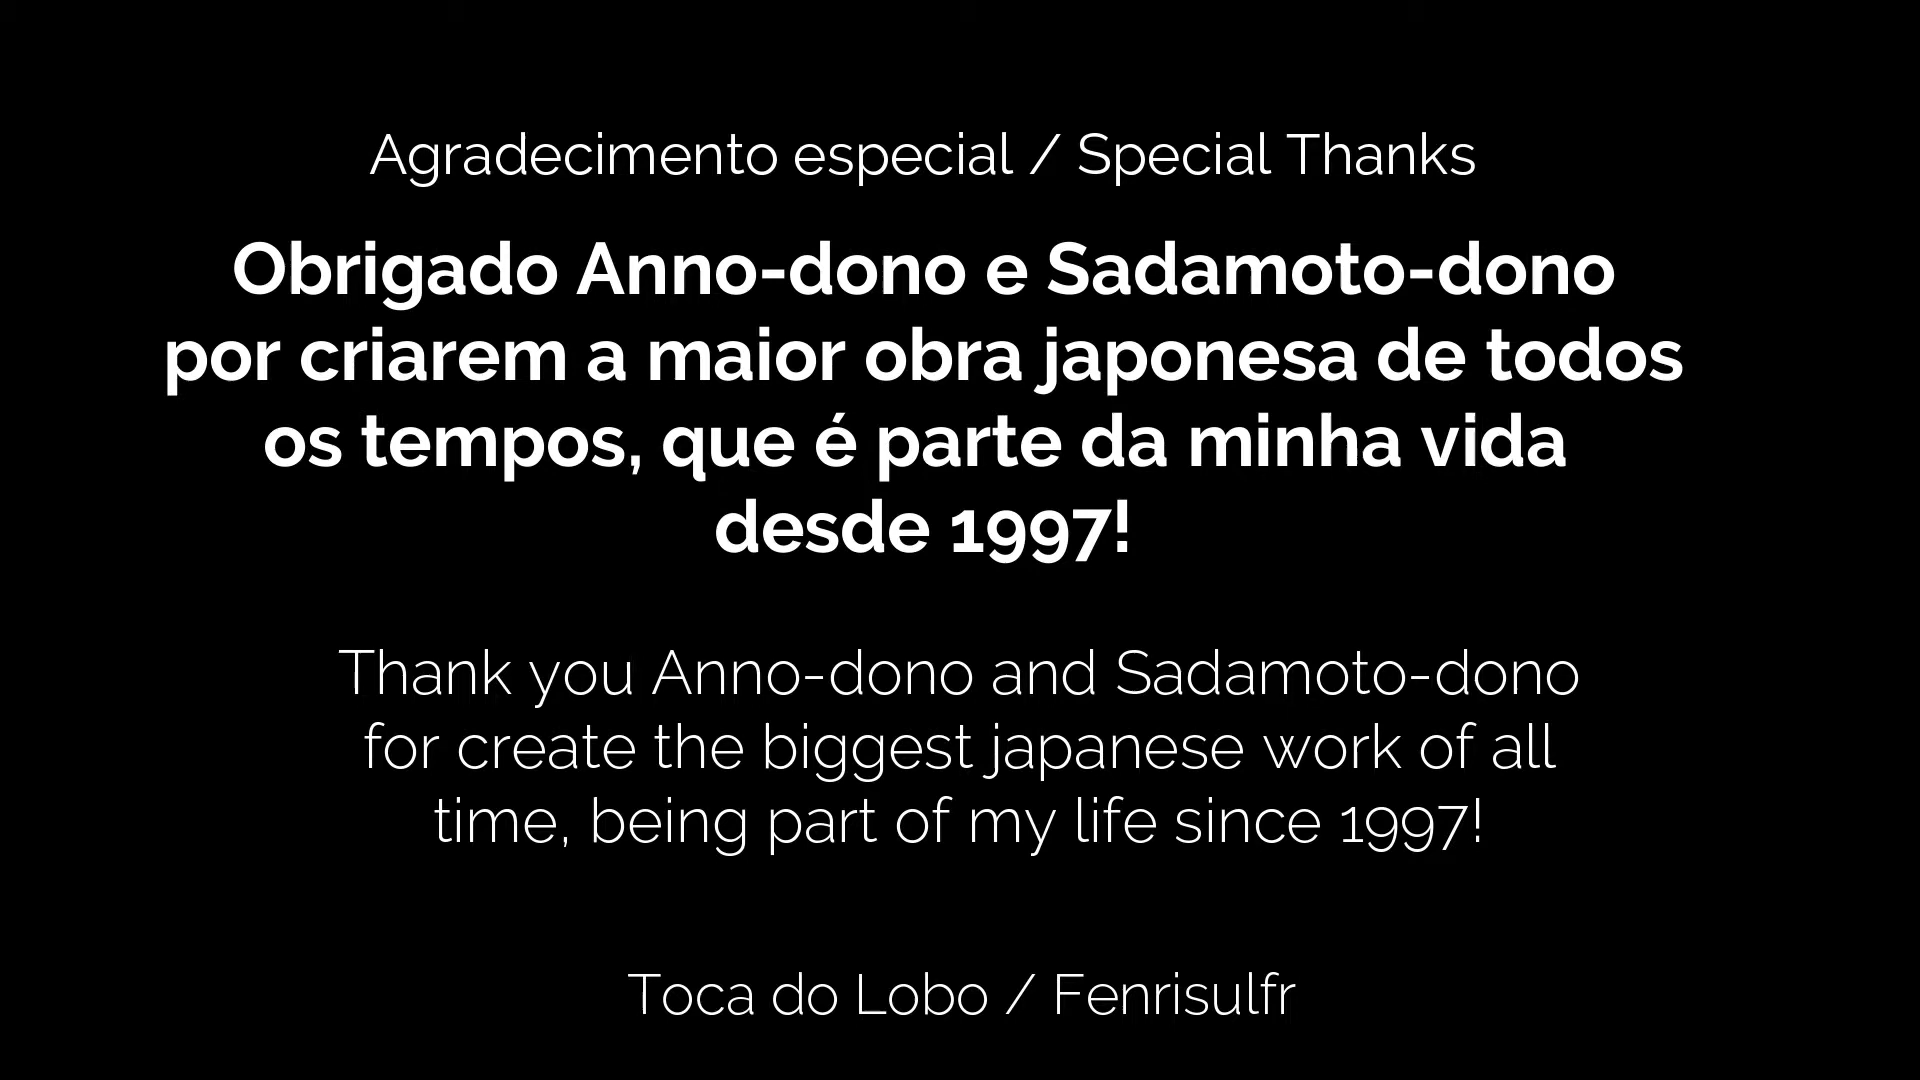 Agradecimento especial / Special Thanks
Obrigado Anno-dono e Sadamoto-dono
por criarem a maior obra japonesa de todos
os tempos, que é parte da minha vida
desde 1997!
Thank you Anno-dono and Sadamoto-dono
for create the biggest japanese work of all
time, being part of my life since 1997!
Toca do Lobo / Fenrisulfr